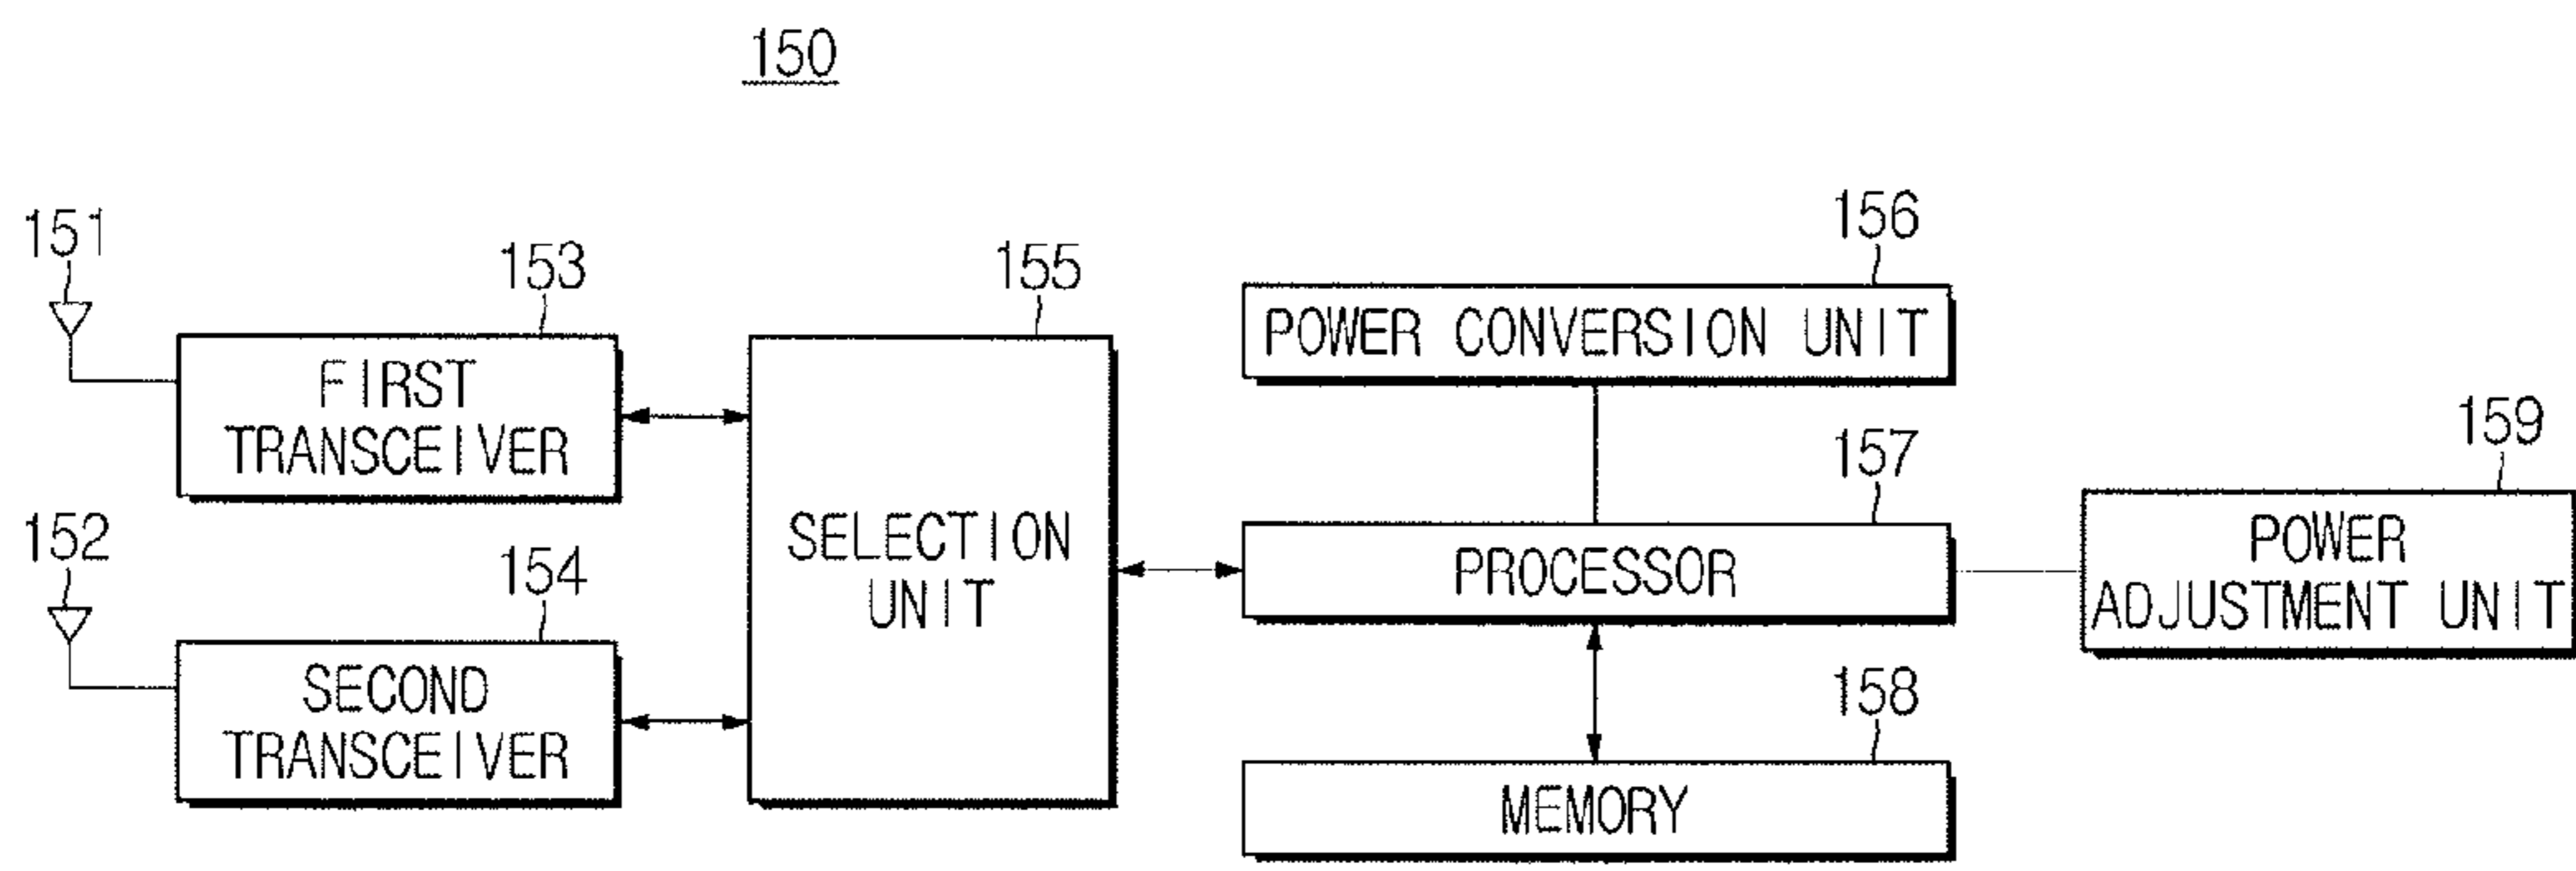 150
151
153
155
156
FIRST
TRANSCEIVER
POWER CONVERSION UNIT
152
154
SELECTION
UNIT
157
159
PROCESSOR
POWER
ADJUSTMENT UNIT
SECOND
TRANSCEIVER
158
MEMORY